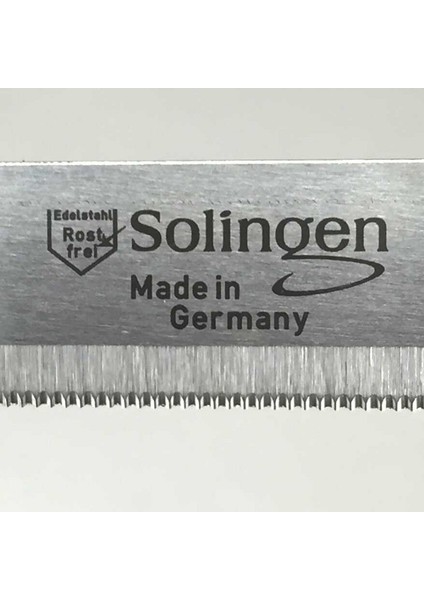 Edelstahl
Rost
frei
Solingen
Made in
Germany